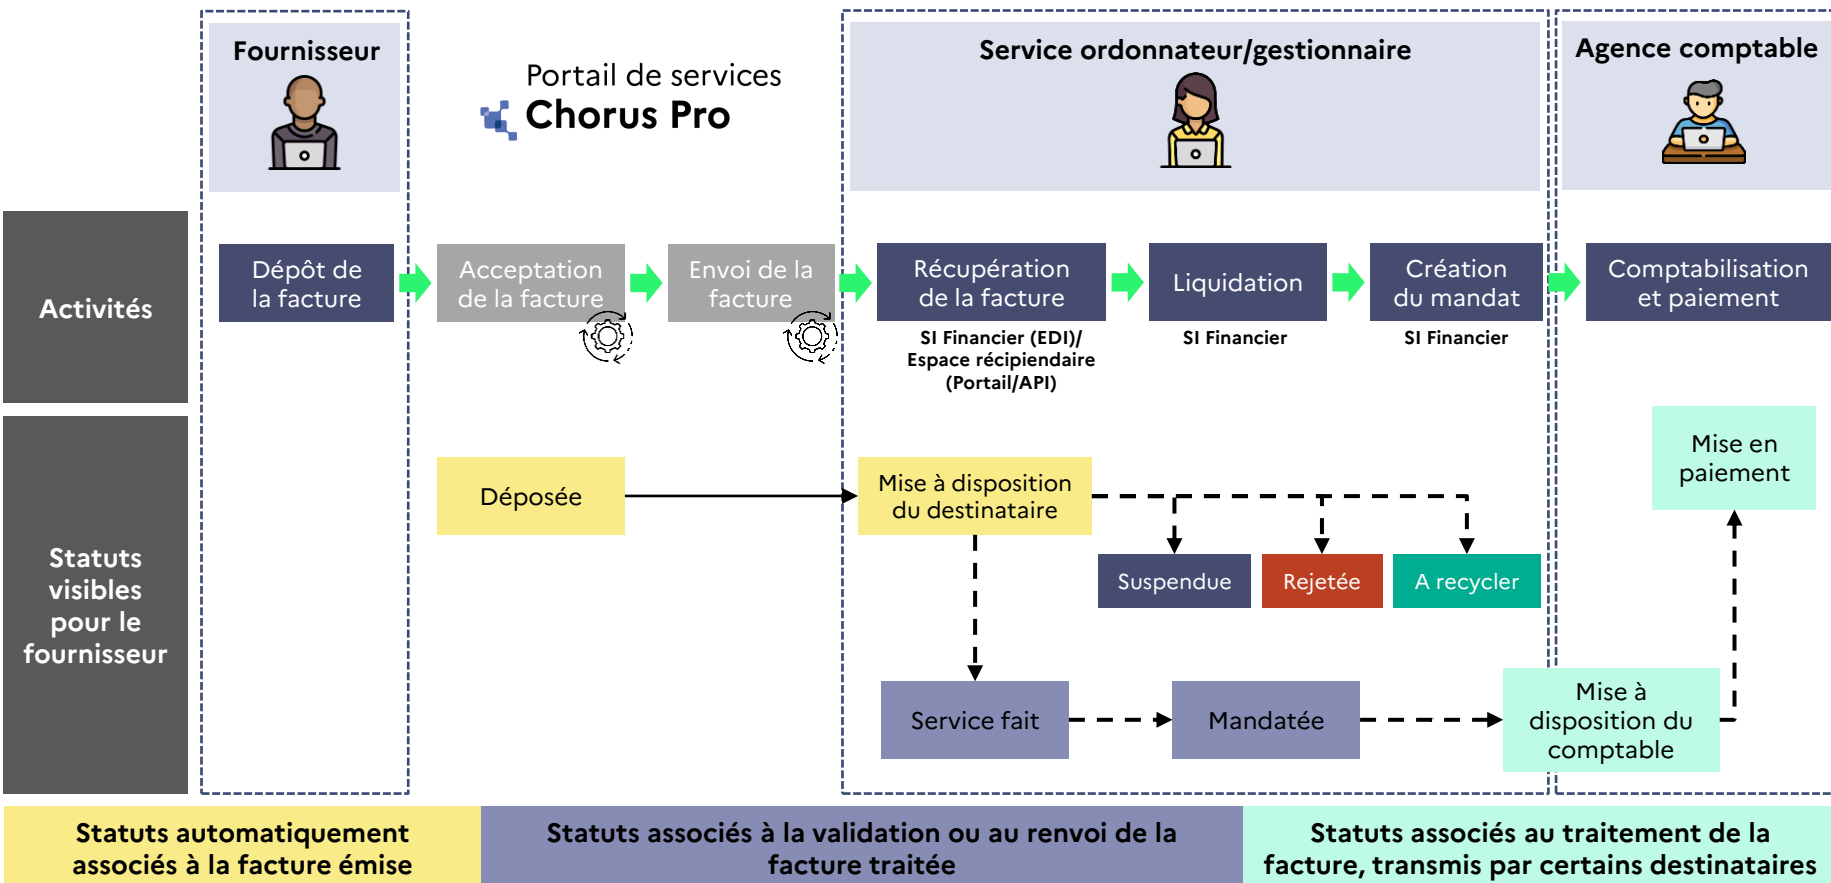 Fournisseur
Portail de services
Chorus Pro
Service ordonnateur/gestionnaire
Agence comptable
Activités
Dépôt de
la facture
Acceptation
de la facture
Envoi de la
facture
Récupération
de la facture
SI Financier (EDI)/
Espace récipiendaire
(Portail/API)
Liquidation
SI Financier
Création
du mandat
SI Financier
Comptabilisation
et paiement
Statuts
visibles
pour le
fournisseur
Déposée
Mise à disposition
du destinataire
Suspendue
Rejetée
A recycler
Mise en
paiement
Service fait
Mandatée
Mise à
disposition du
comptable
Statuts automatiquement
associés à la facture émise
Statuts associés à la validation ou au renvoi de la
facture traitée
Statuts associés au traitement de la
facture, transmis par certains destinataires